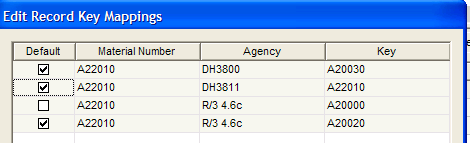 Edit Record Key Mappings
Default Material Number Agency Key
A22010 DH3800 A20030
A22010 DH3811 A22010
A22010 R/3 4.6c A20000
A22010 R/3 4.6c A20020